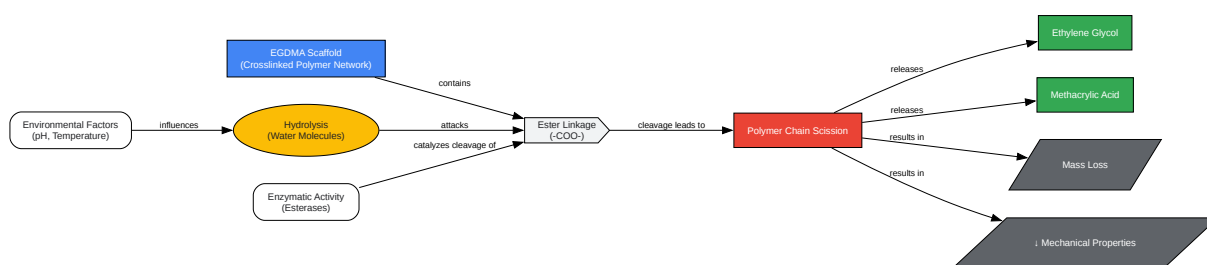 EGDMA Scaffold
(Crosslinked Polymer Network)
contains
Environmental Factors
(pH, Temperature)
influences
Hydrolysis
(Water Molecules)
attacks
Enzymatic Activity
(Esterases)
catalyzes cleavage of
Ester Linkage
(-COO-)
cleavage leads to
Polymer Chain Scission
releases
Ethylene Glycol
releases
Methacrylic Acid
results in
Mass Loss
results in
↓ Mechanical Properties